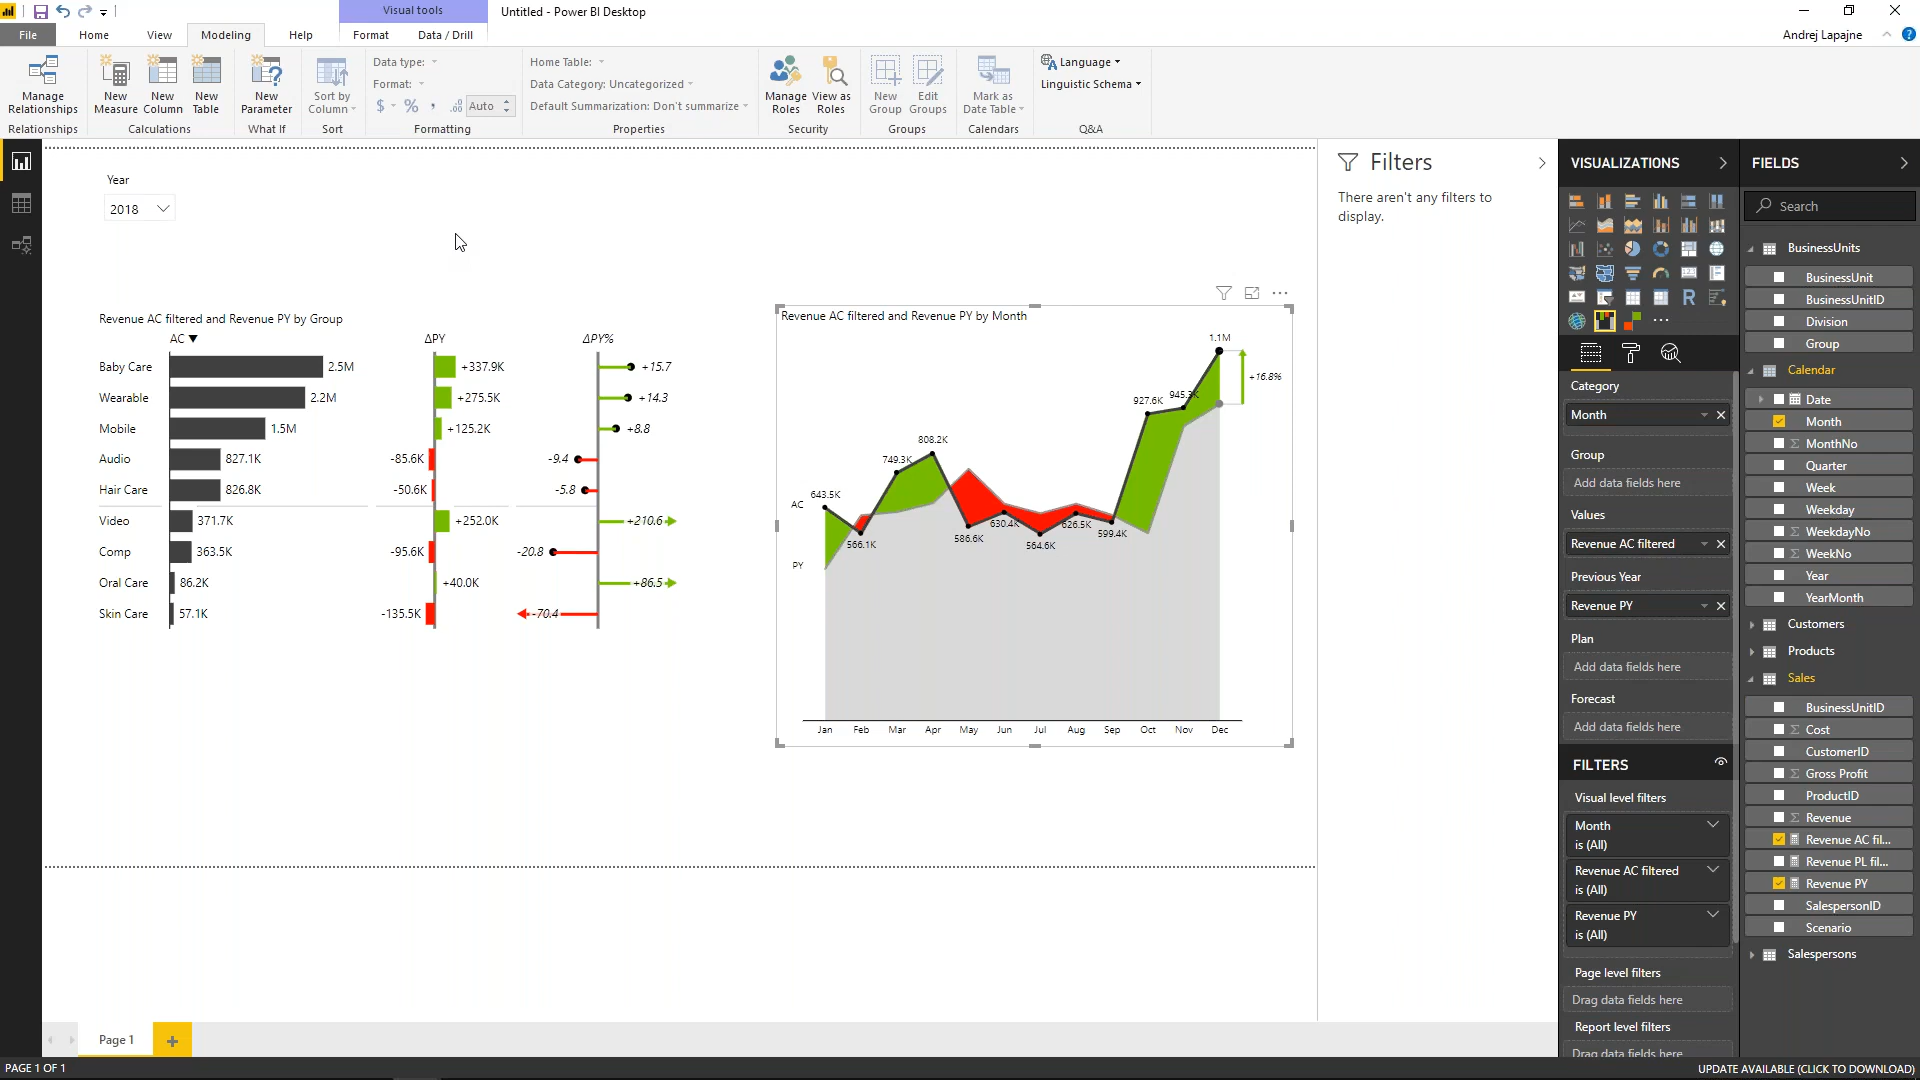 Visual tools
Untitled - Power BI Desktop
File
Home
View
Modeling
Help
Format
Data / Drill
Andrej Lapajne
Manage Relationships
Relationships
New Measure
New Column
New Table
Calculations
New Parameter
What If
Sort by Column
Sort
Data type:
Format:
$ % , Auto
Formatting
Home Table:
Data Category: Uncategorized
Default Summarization: Don't summarize
Properties
Manage Roles
View as Roles
Security
New Group
Edit Groups
Groups
Mark as Date Table
Calendars
Language
Linguistic Schema
Q&A
Year
2018
Revenue AC filtered and Revenue PY by Group
AC ΔPY ΔPY%
Baby Care 2.5M +337.9K +15.7
Wearable 2.2M +275.5K +14.3
Mobile 1.5M +125.2K +8.8
Audio 827.1K -85.6K -9.4
Hair Care 826.8K -50.6K -5.8
Video 371.7K +252.0K +210.6
Comp 363.5K -95.6K -20.8
Oral Care 86.2K +40.0K +86.5
Skin Care 57.1K -135.5K -70.4
Revenue AC filtered and Revenue PY by Month
1.1M
+16.8%
927.6K
945.3K
808.2K
749.3K
643.5K
AC
566.1K
586.6K
630.4K
564.6K
626.5K
599.4K
PY
Jan Feb Mar Apr May Jun Jul Aug Sep Oct Nov Dec
Filters
There aren't any filters to
display.
VISUALIZATIONS
R
Category
Month
Group
Add data fields here
Values
Revenue AC filtered
Previous Year
Revenue PY
Plan
Add data fields here
Forecast
Add data fields here
FILTERS
Visual level filters
Month
is (All)
Revenue AC filtered
is (All)
Revenue PY
is (All)
Page level filters
Drag data fields here
Report level filters
Drag data fields here
FIELDS
Search
BusinessUnits
BusinessUnit
BusinessUnitID
Division
Group
Calendar
Date
Month
MonthNo
Quarter
Week
Weekday
WeekdayNo
WeekNo
Year
YearMonth
Customers
Products
Sales
BusinessUnitID
Cost
CustomerID
Gross Profit
ProductID
Revenue
Revenue AC fil...
Revenue PL fil...
Revenue PY
SalespersonID
Scenario
Salespersons
Page 1
PAGE 1 OF 1
UPDATE AVAILABLE (CLICK TO DOWNLOAD)